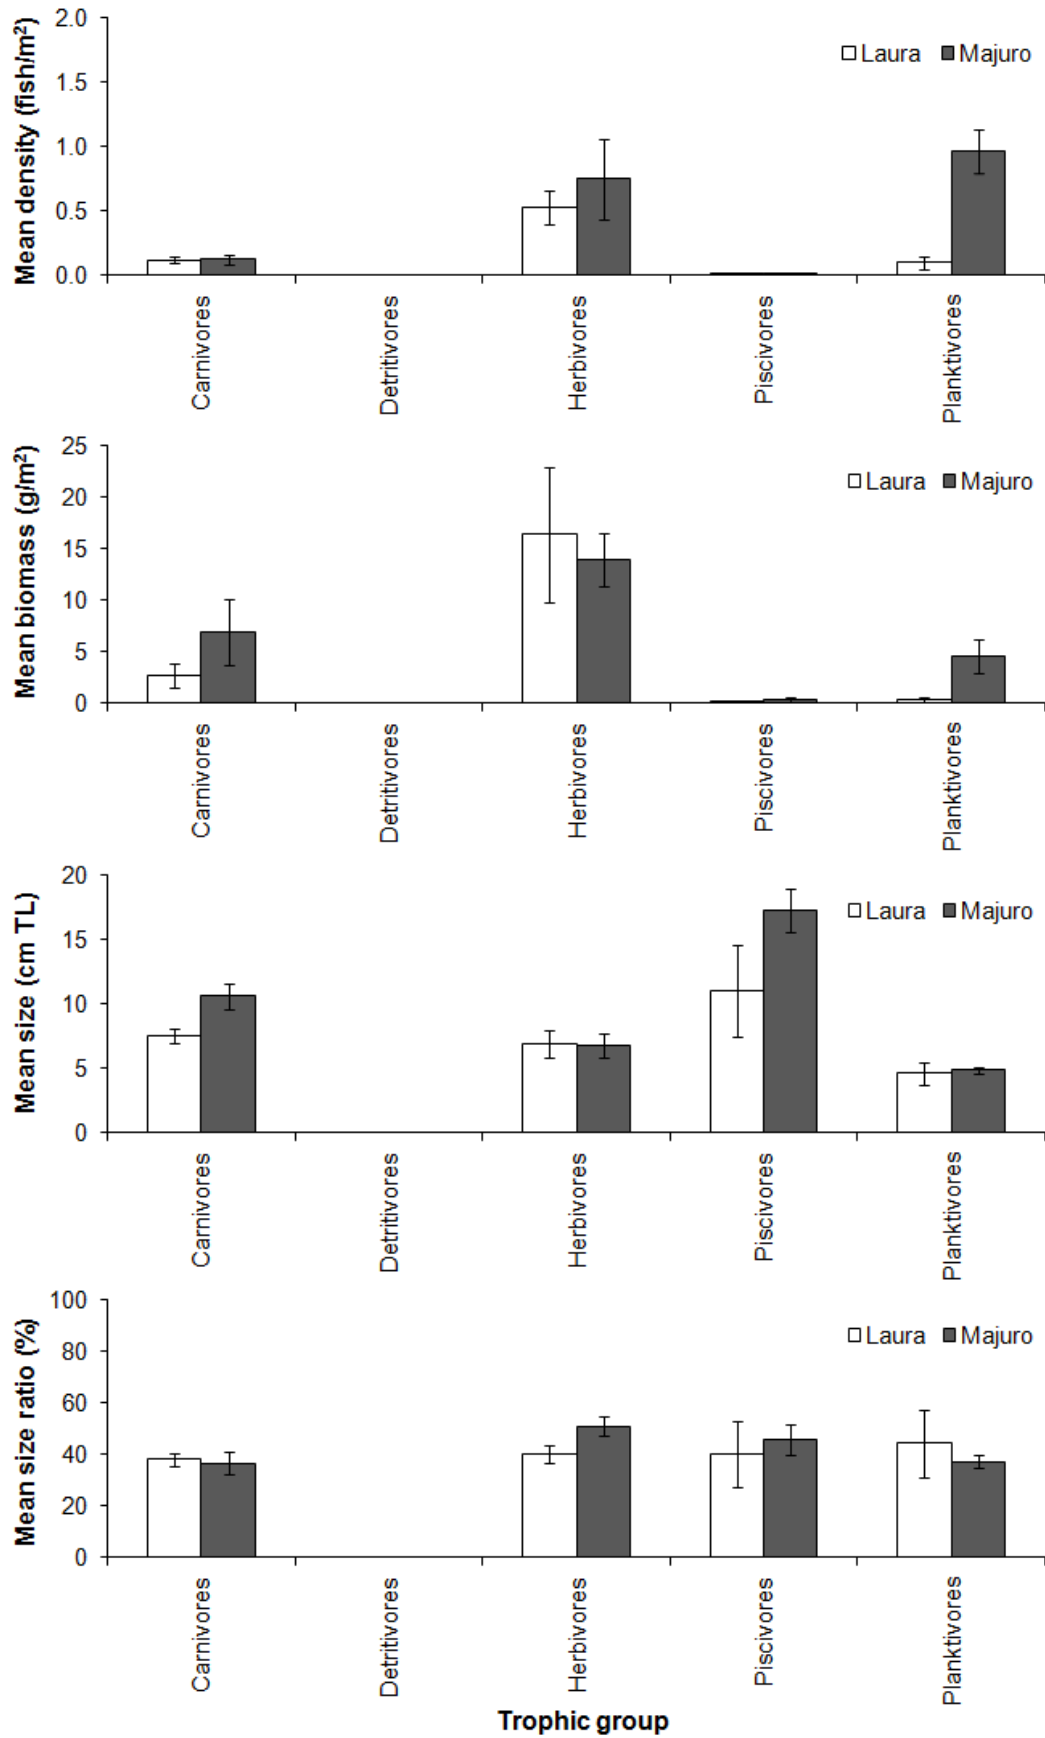 Mean density (fish/m²)
2.0
1.5
1.0
0.5
0.0
Laura Majuro
Carnivores
Detritivores
Herbivores
Piscivores
Planktivores
Mean biomass (g/m²)
25
20
15
10
5
0
Laura Majuro
Carnivores
Detritivores
Herbivores
Piscivores
Planktivores
Mean size (cm TL)
20
15
10
5
0
Laura Majuro
Carnivores
Detritivores
Herbivores
Piscivores
Planktivores
Mean size ratio (%)
100
80
60
40
20
0
Laura Majuro
Carnivores
Detritivores
Herbivores
Piscivores
Planktivores
Trophic group